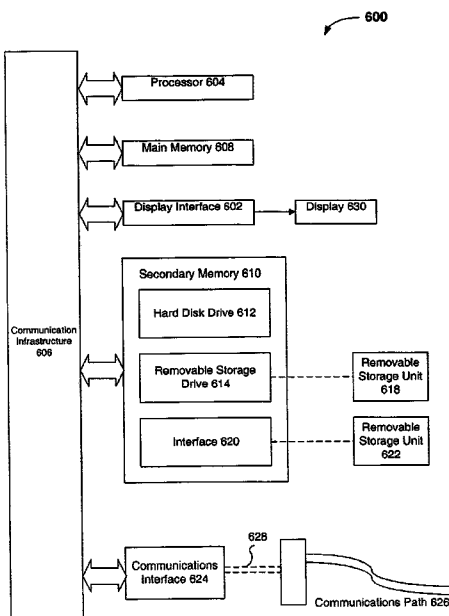 600
Processor 604
Main Memory 608
Display Interface 602
Display 630
Secondary Memory 610
Hard Disk Drive 612
Communication
Infrastructure
606
Removable Storage
Drive 614
Removable
Storage Unit
618
Interface 620
Removable
Storage Unit
622
628
Communications
Interface 624
Communications Path 626